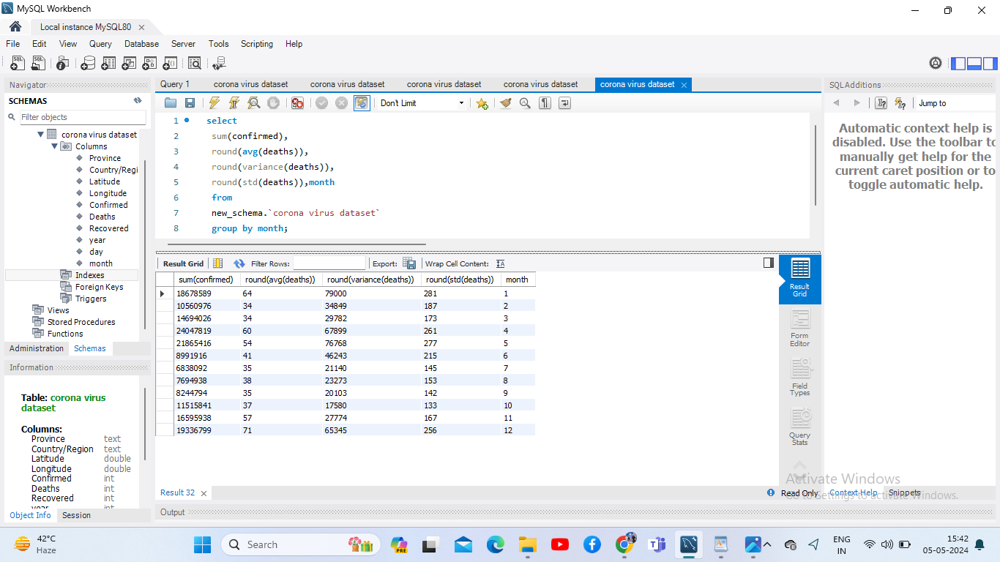 MySQL Workbench
Local instance MySQL80
File Edit View Query Database Server Tools Scripting Help
Navigator
SCHEMAS
Filter objects
corona virus dataset
Columns
Province
Country/Regi
Latitude
Longitude
Confirmed
Deaths
Recovered
year
day
month
Indexes
Foreign Keys
Triggers
Views
Stored Procedures
Functions
Administration Schemas
Information
Table: corona virus
dataset
Columns:
Province text
Country/Region text
Latitude double
Longitude double
Confirmed int
Deaths int
Recovered int
year int
Object Info Session
Query 1 corona virus dataset corona virus dataset corona virus dataset corona virus dataset corona virus dataset
Don't Limit
1 select
2 sum(confirmed),
3 round(avg(deaths)),
4 round(variance(deaths)),
5 round(std(deaths)),month
6 from
7 new_schema.`corona virus dataset`
8 group by month;
Result Grid Filter Rows: Export: Wrap Cell Content:
sum(confirmed) round(avg(deaths)) round(variance(deaths)) round(std(deaths)) month
18678589 64 79000 281 1
10560976 34 34849 187 2
14694026 34 29782 173 3
24047819 60 67899 261 4
21865416 54 76768 277 5
8991916 41 46243 215 6
6838092 35 21140 145 7
7694938 38 23273 153 8
8244794 35 20103 142 9
11515841 37 17580 133 10
16595938 57 27774 167 11
19336799 71 65345 256 12
Result
Grid
Form
Editor
Field
Types
Query
Stats
Result 32
Read Only
Output
SQLAdditions
Jump to
Automatic context help is
disabled. Use the toolbar to
manually get help for the
current caret position or to
toggle automatic help.
Context Help Snippets
Activate Windows
Go to Settings to activate Windows.
42°C
Haze
Search
PRE
ENG
IN
15:42
05-05-2024